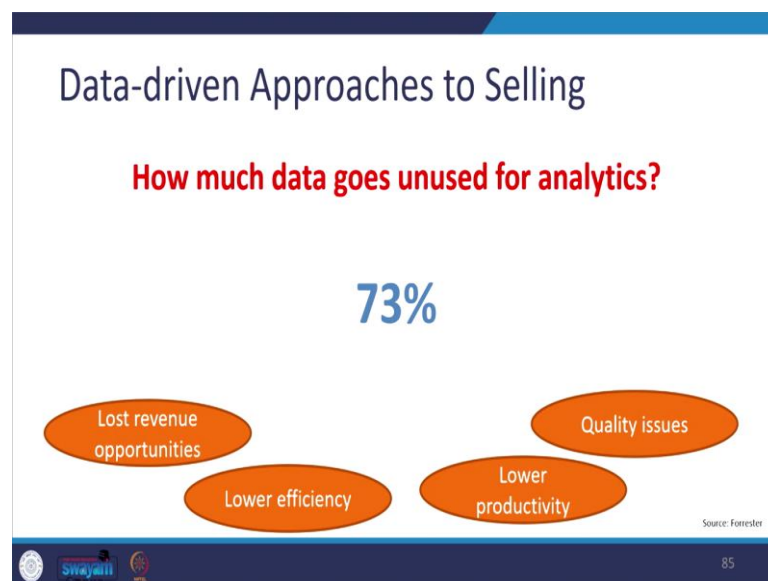 Data-driven Approaches to Selling
How much data goes unused for analytics?
73%
Lost revenue
opportunities
Lower efficiency
Quality issues
Lower
productivity
Source: Forrester
swayam
85